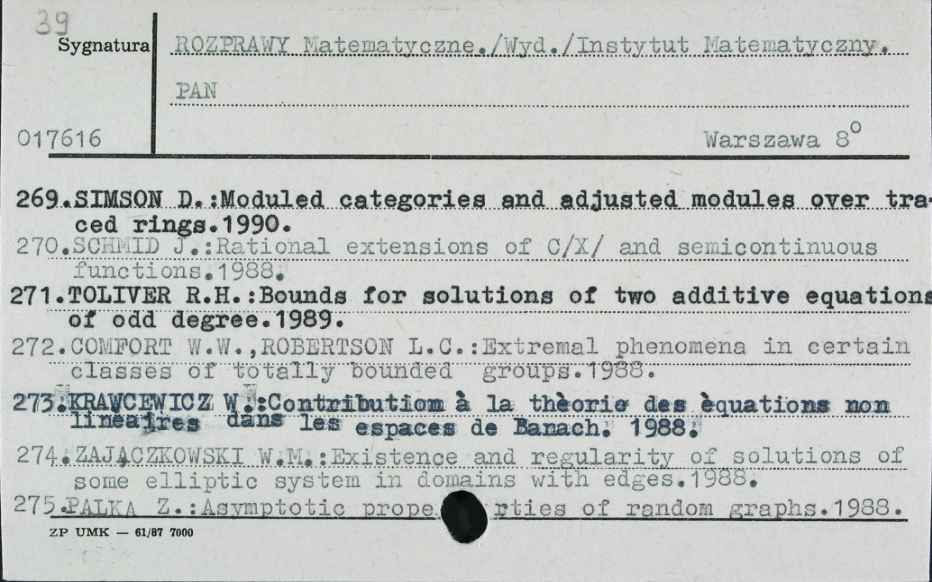 39
Sygnatura
ROZPRAWY Matematyczne./Wyd./Instytut Matematyczny.
PAN
017616
Warszawa 8°
269.SIMSON D.:Moduled categories and adjusted modules over tra-
ced rings.1990.
270.SCHMID J.:Rational extensions of C/X/ and semicontinuous
functions.1988.
271.TOLIVER R.H.:Bounds for solutions of two additive equations
of odd degree.1989.
272.COMFORT W.W.,ROBERTSON L.C.:Extremal phenomena in certain
classes of totally bounded groups.1988.
273.KRAWCEWICZ W.:Contribution à la thèorie des èquations non
lineaires dans les espaces de Banach. 1988.
274.ZAJĄCZKOWSKI W.M.:Existence and regularity of solutions of
some elliptic system in domains with edges.1988.
275.PALKA Z.:Asymptotic prope rties of random graphs.1988.
ZP UMK — 61/87 7000